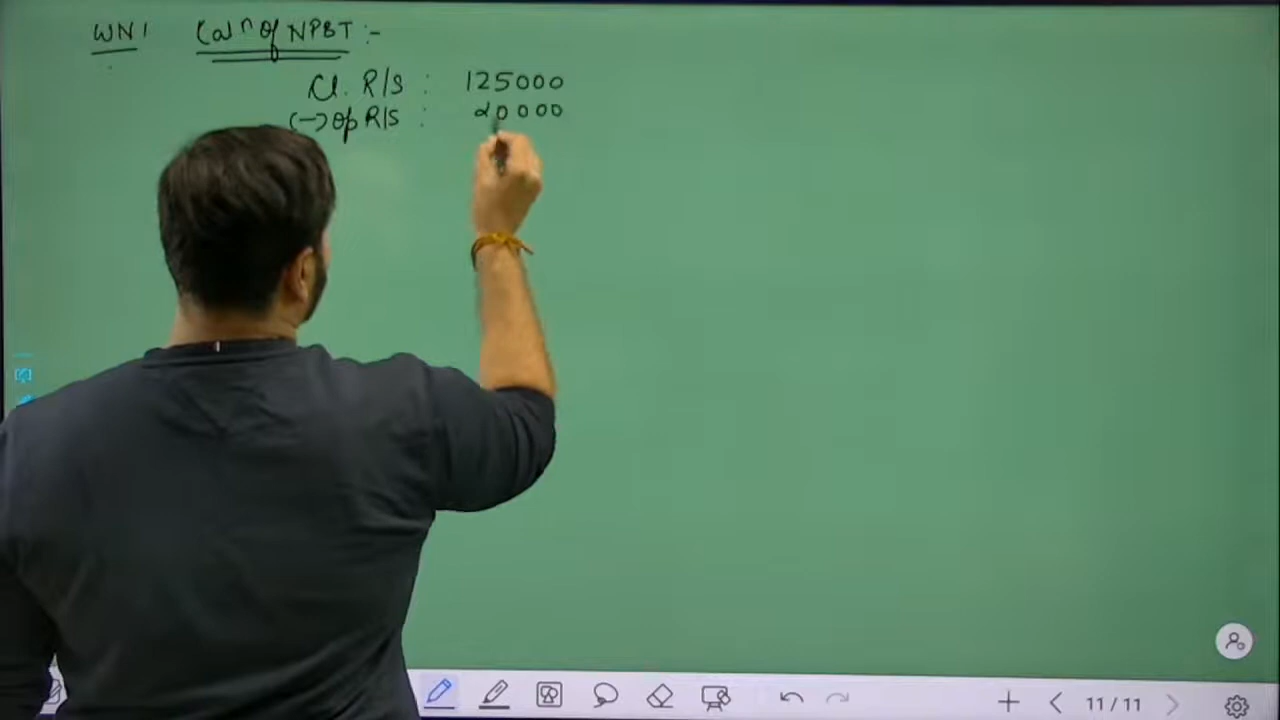 WN1 Calⁿ of NPBT :-
Cl. R/S : 125000
(-) Op R/S : 20000
11 / 11